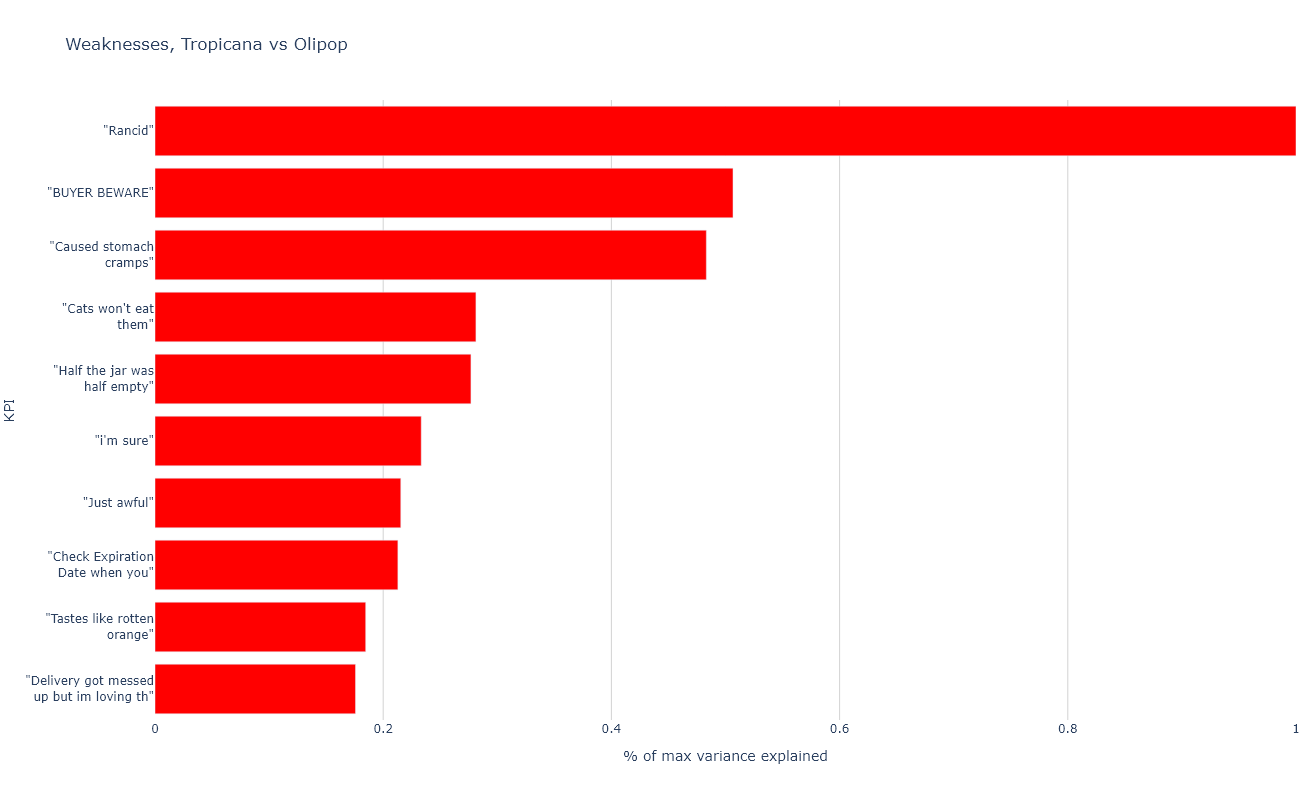 Weaknesses, Tropicana vs Olipop
"Rancid"
"BUYER BEWARE"
"Caused stomach
cramps"
"Cats won't eat
them"
"Half the jar was
half empty"
"i'm sure"
"Just awful"
"Check Expiration
Date when you"
"Tastes like rotten
orange"
"Delivery got messed
up but im loving th"
KPI
0 0.2 0.4 0.6 0.8 1
% of max variance explained